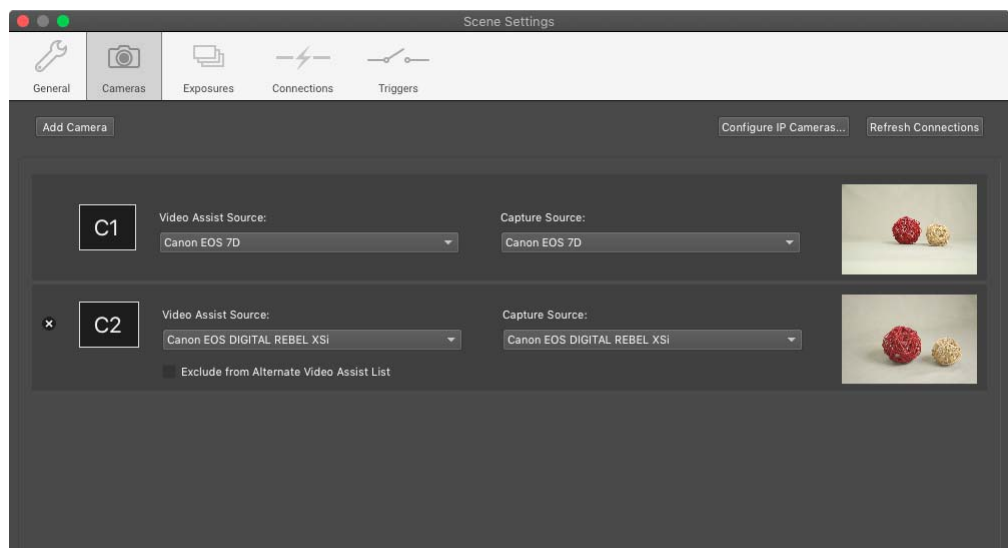 Scene Settings
General Cameras Exposures Connections Triggers
Add Camera Configure IP Cameras... Refresh Connections
C1
Video Assist Source: Capture Source:
Canon EOS 7D Canon EOS 7D
C2
Video Assist Source: Capture Source:
Canon EOS DIGITAL REBEL XSi Canon EOS DIGITAL REBEL XSi
Exclude from Alternate Video Assist List